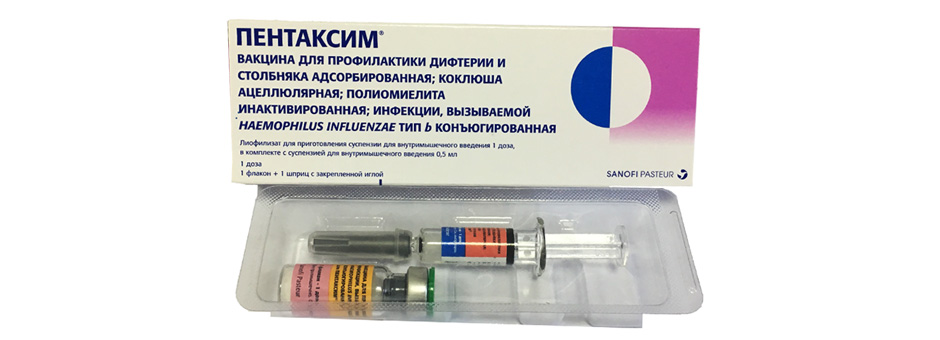 ПЕНТАКСИМ®
ВАКЦИНА ДЛЯ ПРОФИЛАКТИКИ ДИФТЕРИИ И
СТОЛБНЯКА АДСОРБИРОВАННАЯ; КОКЛЮША
АЦЕЛЛЮЛЯРНАЯ; ПОЛИОМИЕЛИТА
ИНАКТИВИРОВАННАЯ; ИНФЕКЦИИ, ВЫЗЫВАЕМОЙ
HAEMOPHILUS INFLUENZAE ТИП b КОНЪЮГИРОВАННАЯ
Лиофилизат для приготовления суспензии для внутримышечного введения 1 доза,
в комплекте с суспензией для внутримышечного введения 0,5 мл
1 доза
1 флакон + 1 шприц с закрепленной иглой
SANOFI PASTEUR
Pasteur